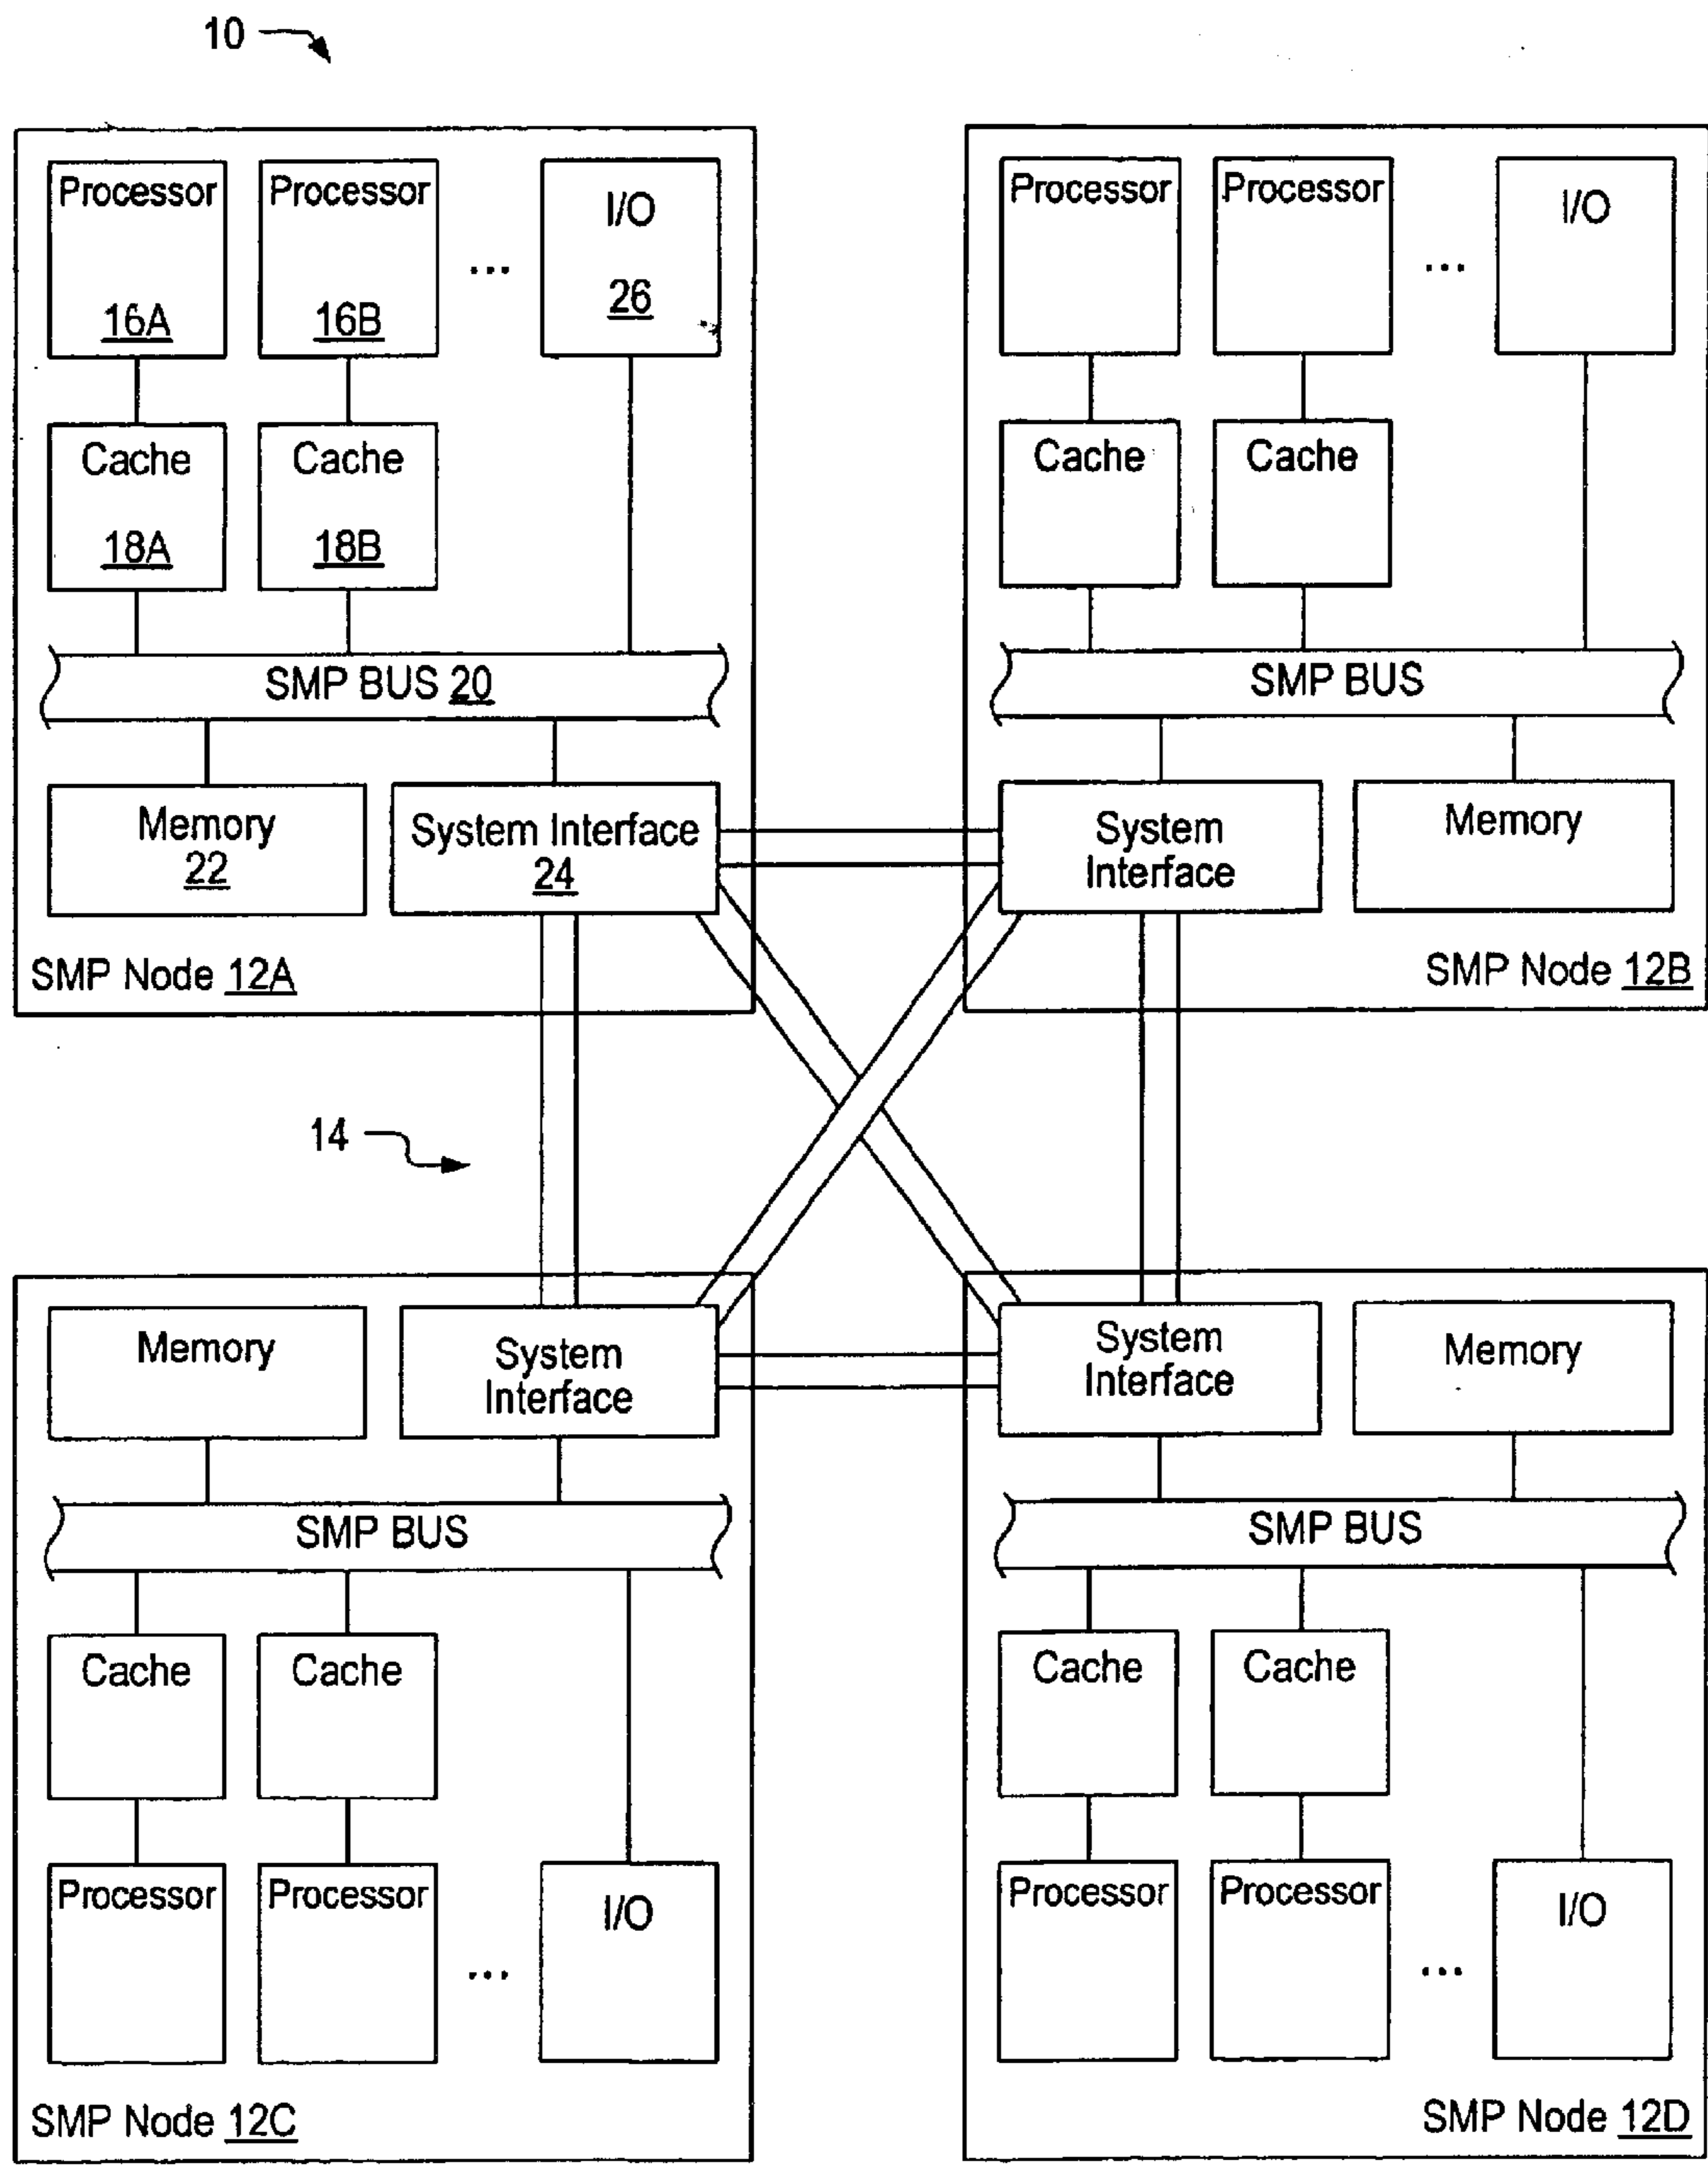 10
Processor
16A
Processor
16B
...
I/O
26
Cache
18A
Cache
18B
SMP BUS 20
Memory
22
System Interface
24
SMP Node 12A
Processor
Processor
...
I/O
Cache
Cache
SMP BUS
System
Interface
Memory
SMP Node 12B
14
Memory
System
Interface
SMP BUS
Cache
Cache
Processor
Processor
...
I/O
SMP Node 12C
System
Interface
Memory
SMP BUS
Cache
Cache
Processor
Processor
...
I/O
SMP Node 12D